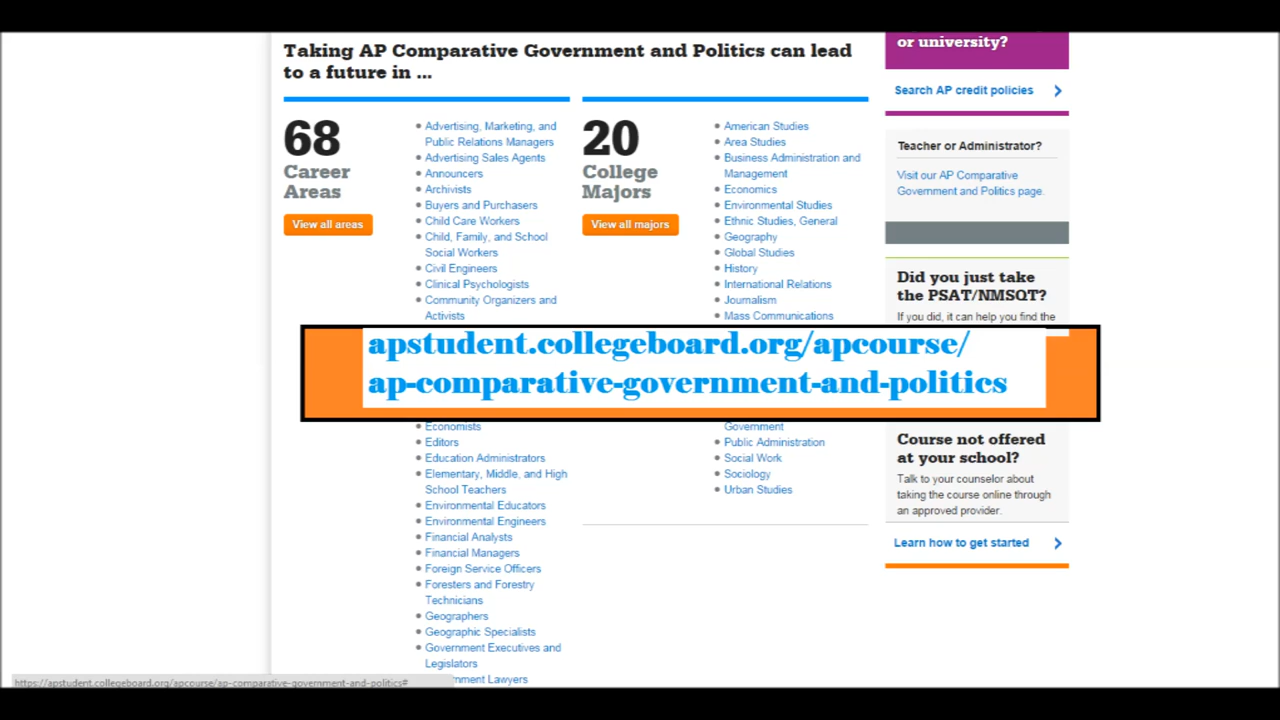 Taking AP Comparative Government and Politics can lead
to a future in ...
68
Career
Areas
View all areas
Advertising, Marketing, and
Public Relations Managers
Advertising Sales Agents
Announcers
Archivists
Buyers and Purchasers
Child Care Workers
Child, Family, and School
Social Workers
Civil Engineers
Clinical Psychologists
Community Organizers and
Activists
20
College
Majors
View all majors
American Studies
Area Studies
Business Administration and
Management
Economics
Environmental Studies
Ethnic Studies, General
Geography
Global Studies
History
International Relations
Journalism
Mass Communications
apstudent.collegeboard.org/apcourse/
ap-comparative-government-and-politics
Economists
Editors
Education Administrators
Elementary, Middle, and High
School Teachers
Environmental Educators
Environmental Engineers
Financial Analysts
Financial Managers
Foreign Service Officers
Foresters and Forestry
Technicians
Geographers
Geographic Specialists
Government Executives and
Legislators
Lawyers
Government
Public Administration
Social Work
Sociology
Urban Studies
or university?
Search AP credit policies
Teacher or Administrator?
Visit our AP Comparative
Government and Politics page.
Did you just take
the PSAT/NMSQT?
If you did, it can help you find the
Course not offered
at your school?
Talk to your counselor about
taking the course online through
an approved provider.
Learn how to get started
https://apstudent.collegeboard.org/apcourse/ap-comparative-government-and-politics#